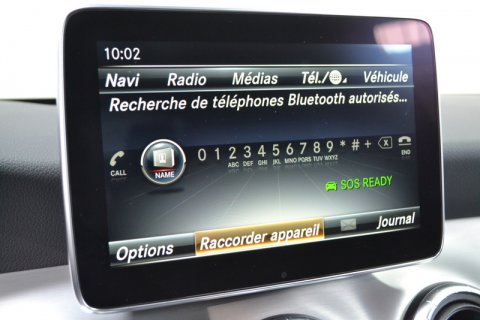 10:02
Navi Radio Médias Tél./ Véhicule
Recherche de téléphones Bluetooth autorisés...
0 1 2 3 4 5 6 7 8 9 * # + X
ABC DEF GHI JKL MNO PQRS TUV WXYZ
CALL NAME END
SOS READY
Options Raccorder appareil Journal